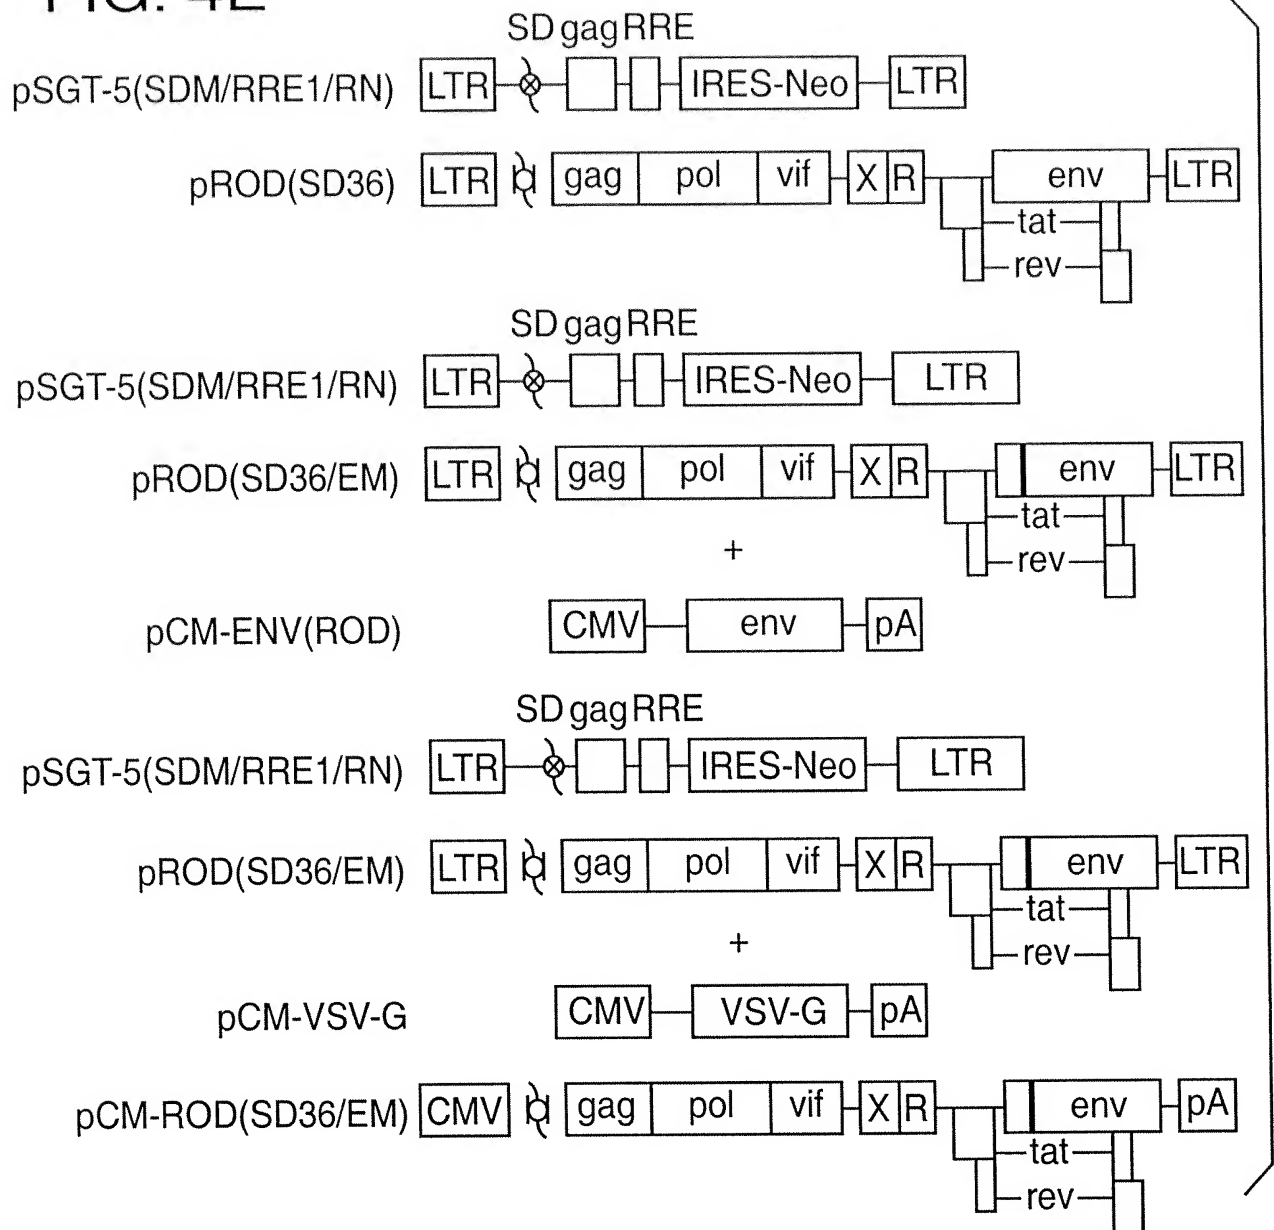 FIG. 4E
SD gag RRE
pSGT-5(SDM/RRE1/RN) LTR IRES-Neo LTR
pROD(SD36) LTR gag pol vif X R env LTR
tat
rev
SD gag RRE
pSGT-5(SDM/RRE1/RN) LTR IRES-Neo LTR
pROD(SD36/EM) LTR gag pol vif X R env LTR
tat
+
rev
pCM-ENV(ROD) CMV env pA
SD gag RRE
pSGT-5(SDM/RRE1/RN) LTR IRES-Neo LTR
pROD(SD36/EM) LTR gag pol vif X R env LTR
tat
+
rev
pCM-VSV-G CMV VSV-G pA
pCM-ROD(SD36/EM) CMV gag pol vif X R env pA
tat
rev